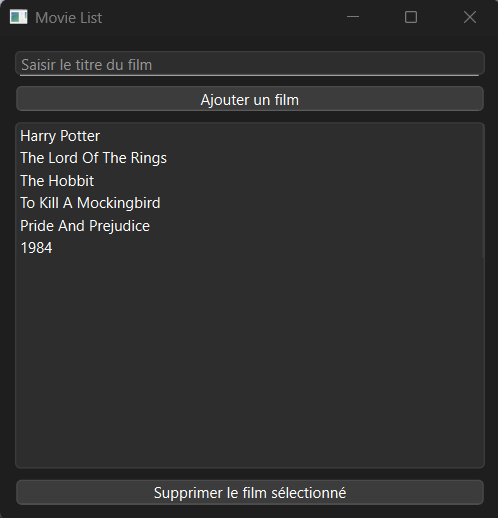 Movie List
Saisir le titre du film
Ajouter un film
Harry Potter
The Lord Of The Rings
The Hobbit
To Kill A Mockingbird
Pride And Prejudice
1984
Supprimer le film sélectionné